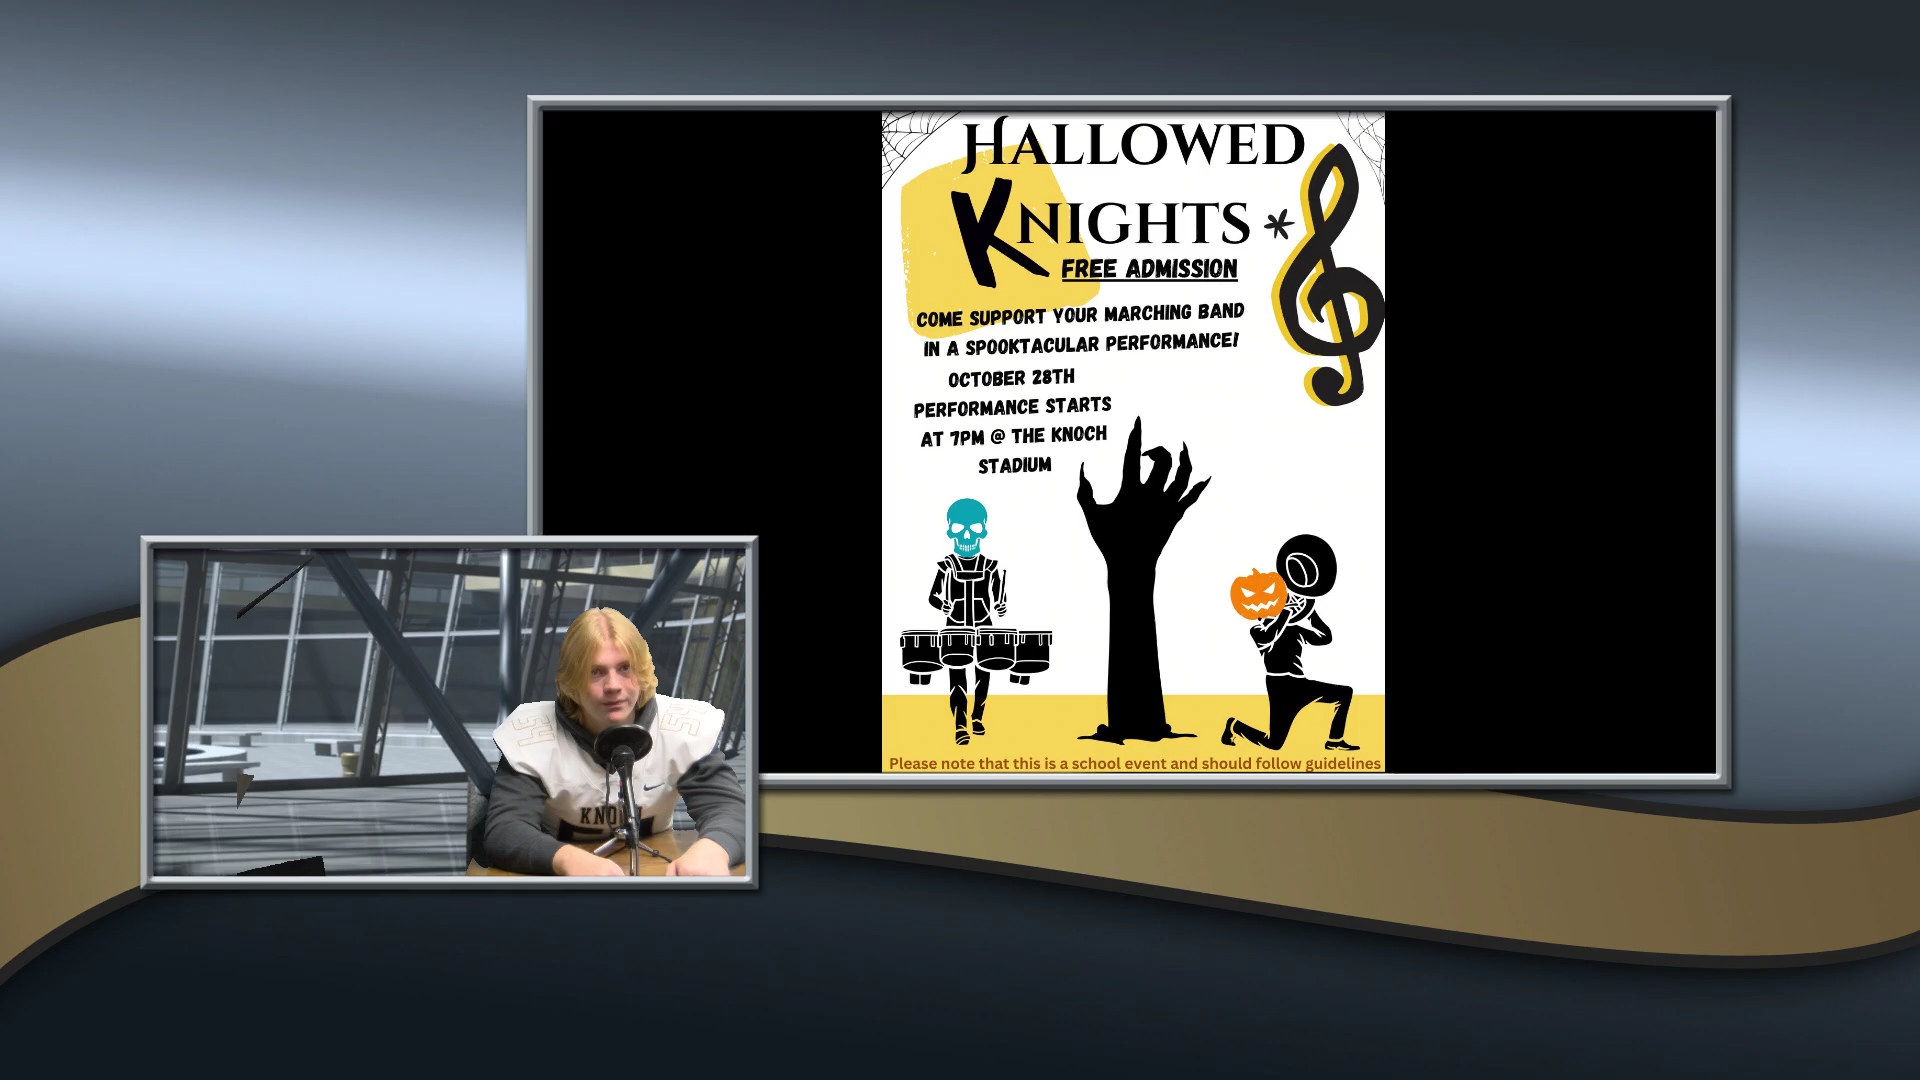 HALLOWED
KNIGHTS *
FREE ADMISSION
COME SUPPORT YOUR MARCHING BAND
IN A SPOOKTACULAR PERFORMANCE!
OCTOBER 28TH
PERFORMANCE STARTS
AT 7PM @ THE KNOCH
STADIUM
Please note that this is a school event and should follow guidelines